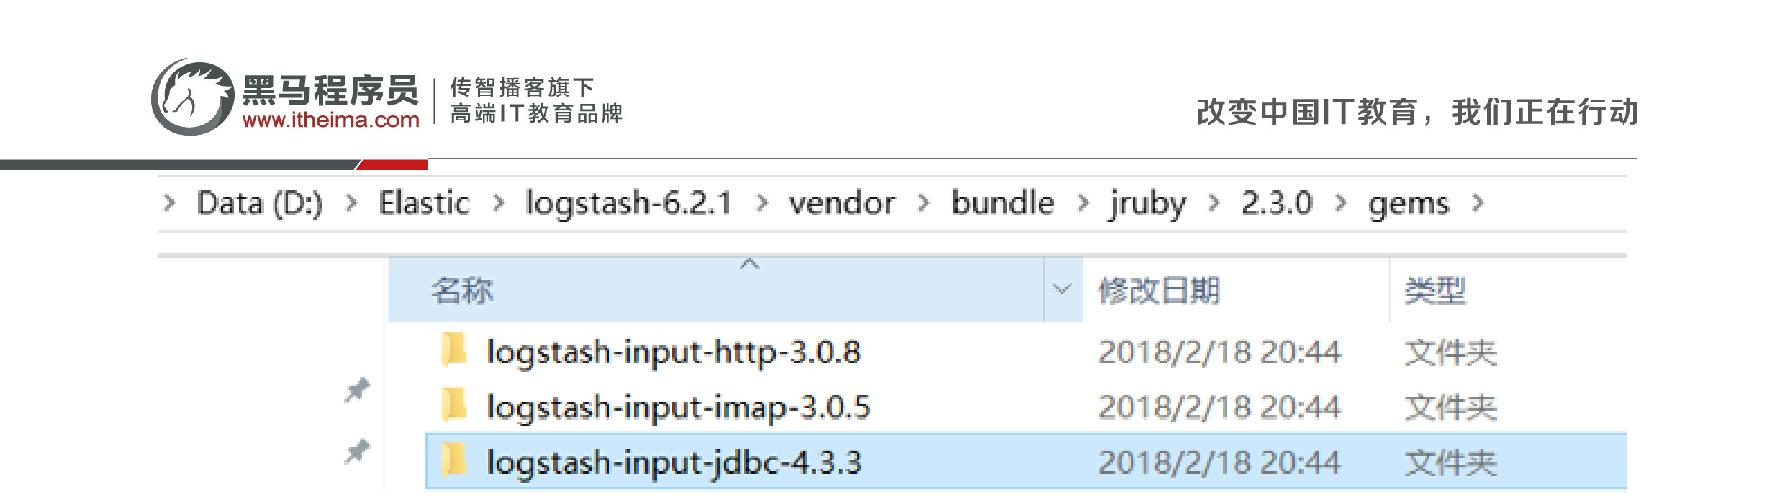 黑马程序员
www.itheima.com
传智播客旗下
高端IT教育品牌
改变中国IT教育，我们正在行动
› Data (D:) › Elastic › logstash-6.2.1 › vendor › bundle › jruby › 2.3.0 › gems ›
名称 修改日期 类型
logstash-input-http-3.0.8 2018/2/18 20:44 文件夹
logstash-input-imap-3.0.5 2018/2/18 20:44 文件夹
logstash-input-jdbc-4.3.3 2018/2/18 20:44 文件夹